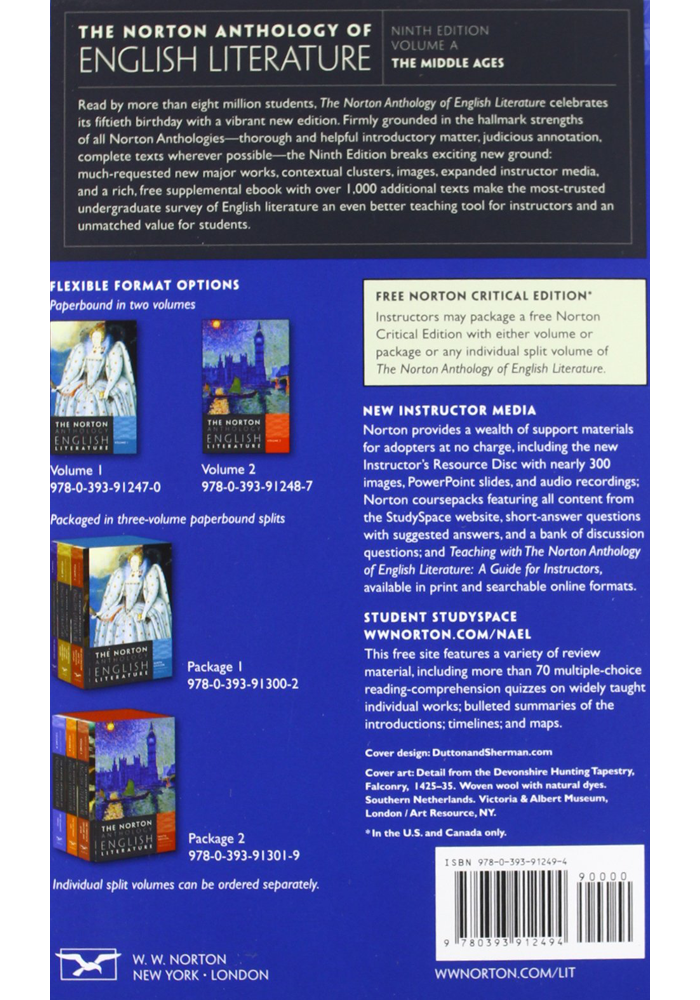 THE NORTON ANTHOLOGY OF
ENGLISH LITERATURE
NINTH EDITION
VOLUME A
THE MIDDLE AGES
Read by more than eight million students, The Norton Anthology of English Literature celebrates
its fiftieth birthday with a vibrant new edition. Firmly grounded in the hallmark strengths
of all Norton Anthologies—thorough and helpful introductory matter, judicious annotation,
complete texts wherever possible—the Ninth Edition breaks exciting new ground:
much-requested new major works, contextual clusters, images, expanded instructor media,
and a rich, free supplemental ebook with over 1,000 additional texts make the most-trusted
undergraduate survey of English literature an even better teaching tool for instructors and an
unmatched value for students.
FLEXIBLE FORMAT OPTIONS
Paperbound in two volumes
THE NORTON
ANTHOLOGY
ENGLISH
LITERATURE
THE NORTON
ANTHOLOGY
ENGLISH
LITERATURE
Volume 1
978-0-393-91247-0
Volume 2
978-0-393-91248-7
Packaged in three-volume paperbound splits
THE NORTON
ANTHOLOGY
ENGLISH
LITERATURE
Package 1
978-0-393-91300-2
THE NORTON
ANTHOLOGY
ENGLISH
LITERATURE
Package 2
978-0-393-91301-9
Individual split volumes can be ordered separately.
W. W. NORTON
NEW YORK · LONDON
FREE NORTON CRITICAL EDITION*
Instructors may package a free Norton
Critical Edition with either volume or
package or any individual split volume of
The Norton Anthology of English Literature.
NEW INSTRUCTOR MEDIA
Norton provides a wealth of support materials
for adopters at no charge, including the new
Instructor's Resource Disc with nearly 300
images, PowerPoint slides, and audio recordings;
Norton coursepacks featuring all content from
the StudySpace website, short-answer questions
with suggested answers, and a bank of discussion
questions; and Teaching with The Norton Anthology
of English Literature: A Guide for Instructors,
available in print and searchable online formats.
STUDENT STUDYSPACE
WWNORTON.COM/NAEL
This free site features a variety of review
material, including more than 70 multiple-choice
reading-comprehension quizzes on widely taught
individual works; bulleted summaries of the
introductions; timelines; and maps.
Cover design: DuttonandSherman.com
Cover art: Detail from the Devonshire Hunting Tapestry,
Falconry, 1425–35. Woven wool with natural dyes.
Southern Netherlands. Victoria & Albert Museum,
London / Art Resource, NY.
*In the U.S. and Canada only.
ISBN 978-0-393-91249-4
90000
9 780393 912494
WWNORTON.COM/LIT